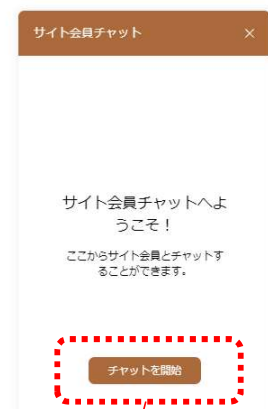 サイト会員チャット ×
サイト会員チャットへよ
うこそ！
ここからサイト会員とチャットす
ることができます。
チャットを開始